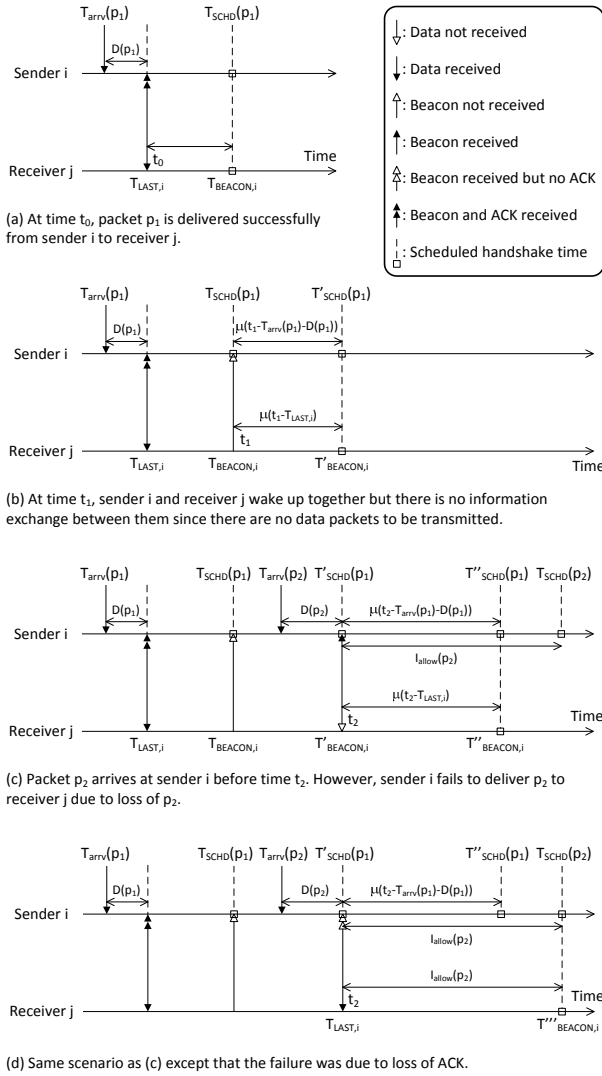 T_arrv(p_1) T_SCHD(p_1)
D(p_1)
Sender i
t_0
Time
Receiver j
T_LAST,i T_BEACON,i
(a) At time t_0, packet p_1 is delivered successfully
from sender i to receiver j.
: Data not received
: Data received
: Beacon not received
: Beacon received
: Beacon received but no ACK
: Beacon and ACK received
: Scheduled handshake time
T_arrv(p_1) T_SCHD(p_1) T'_SCHD(p_1)
D(p_1) μ(t_1-T_arrv(p_1)-D(p_1))
Sender i
μ(t_1-T_LAST,i)
t_1
Receiver j
T_LAST,i T_BEACON,i T'_BEACON,i Time
(b) At time t_1, sender i and receiver j wake up together but there is no information
exchange between them since there are no data packets to be transmitted.
T_arrv(p_1) T_SCHD(p_1) T_arrv(p_2) T'_SCHD(p_1) T''_SCHD(p_1) T_SCHD(p_2)
D(p_1) D(p_2) μ(t_2-T_arrv(p_1)-D(p_1))
Sender i
I_allow(p_2)
μ(t_2-T_LAST,i)
t_2 Time
Receiver j
T_LAST,i T_BEACON,i T'_BEACON,i T''_BEACON,i
(c) Packet p_2 arrives at sender i before time t_2. However, sender i fails to deliver p_2 to
receiver j due to loss of p_2.
T_arrv(p_1) T_SCHD(p_1) T_arrv(p_2) T'_SCHD(p_1) T''_SCHD(p_1) T_SCHD(p_2)
D(p_1) D(p_2) μ(t_2-T_arrv(p_1)-D(p_1))
Sender i
I_allow(p_2)
I_allow(p_2)
t_2 Time
Receiver j
T_LAST,i T'''_BEACON,i
(d) Same scenario as (c) except that the failure was due to loss of ACK.